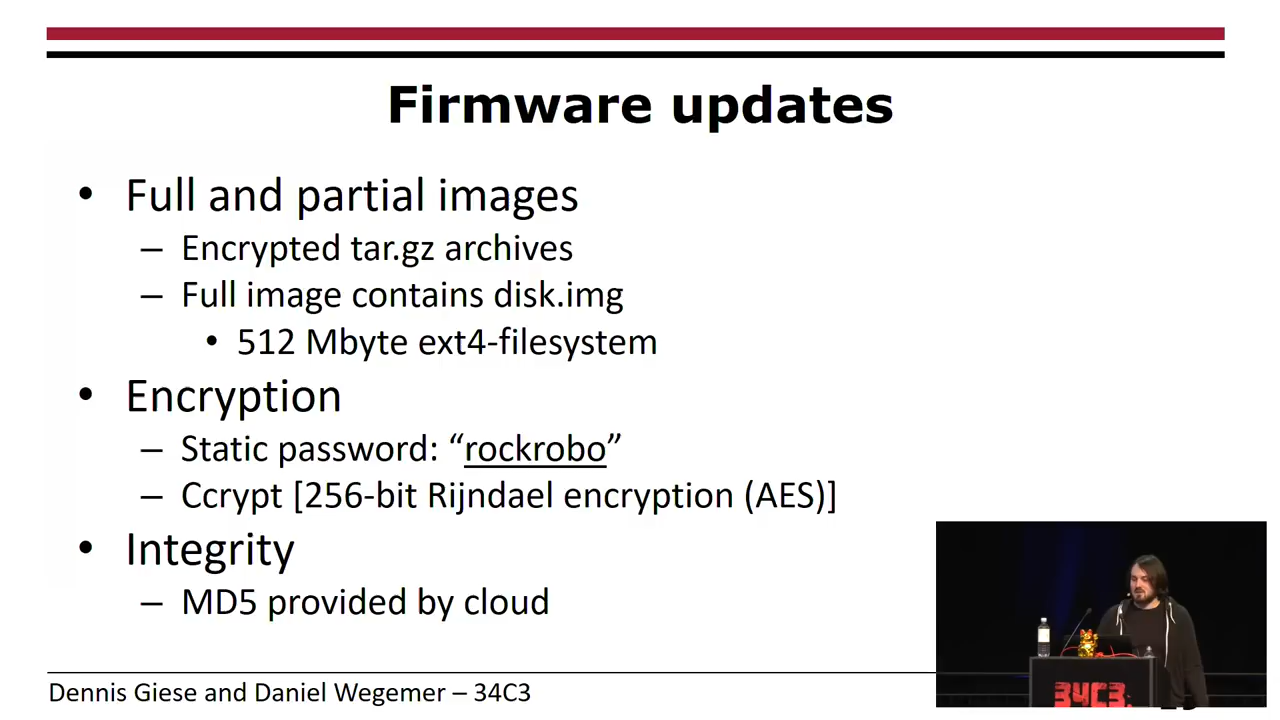 Firmware updates
• Full and partial images
– Encrypted tar.gz archives
– Full image contains disk.img
• 512 Mbyte ext4-filesystem
• Encryption
– Static password: “rockrobo”
– Ccrypt [256-bit Rijndael encryption (AES)]
• Integrity
– MD5 provided by cloud
Dennis Giese and Daniel Wegemer – 34C3
34C3